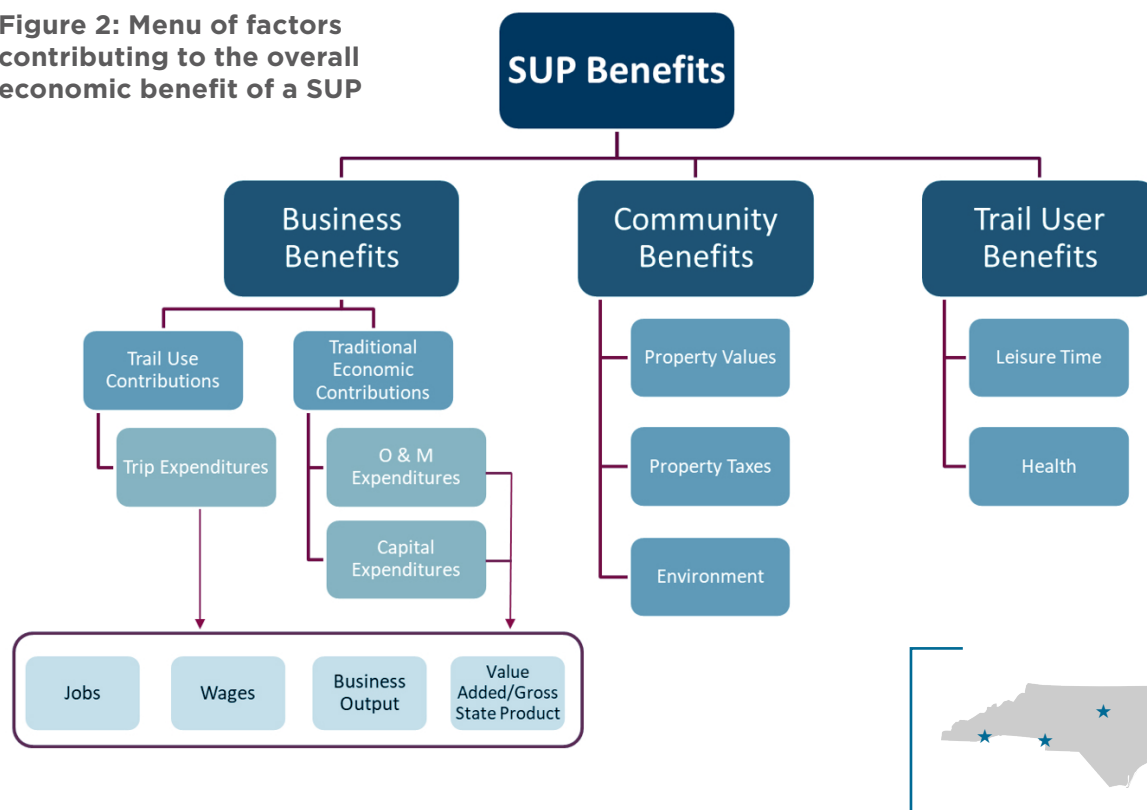 Figure 2: Menu of factors
contributing to the overall
economic benefit of a SUP
SUP Benefits
Business
Benefits
Community
Benefits
Trail User
Benefits
Trail Use
Contributions
Traditional
Economic
Contributions
Property Values
Leisure Time
Trip Expenditures
O & M
Expenditures
Property Taxes
Health
Capital
Expenditures
Environment
Jobs
Wages
Business
Output
Value
Added/Gross
State Product